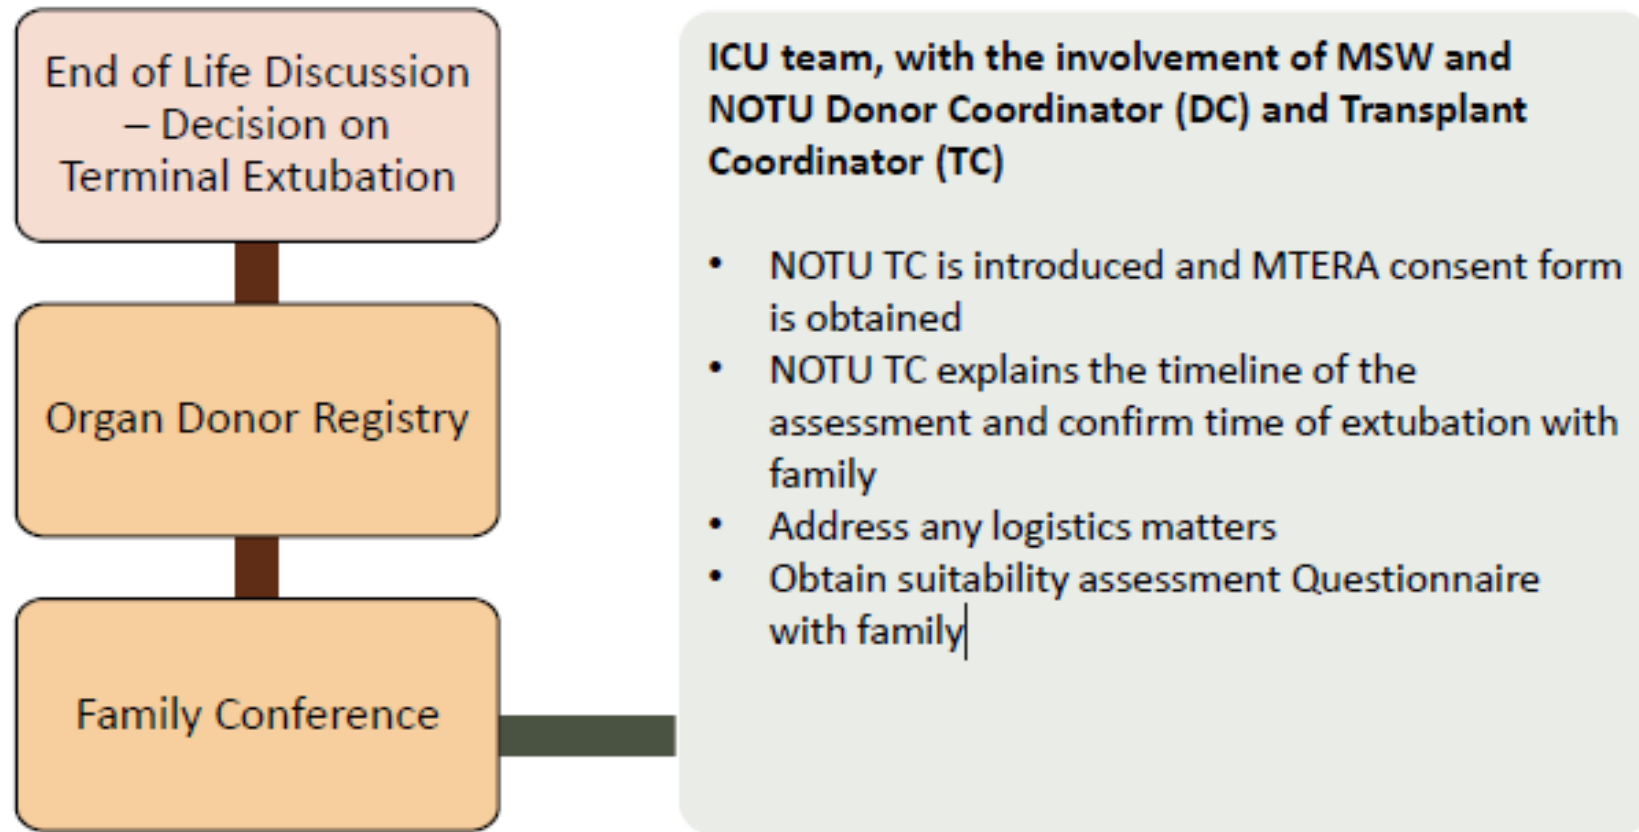 End of Life Discussion
– Decision on
Terminal Extubation
Organ Donor Registry
Family Conference
ICU team, with the involvement of MSW and
NOTU Donor Coordinator (DC) and Transplant
Coordinator (TC)
• NOTU TC is introduced and MTERA consent form
is obtained
• NOTU TC explains the timeline of the
assessment and confirm time of extubation with
family
• Address any logistics matters
• Obtain suitability assessment Questionnaire
with family